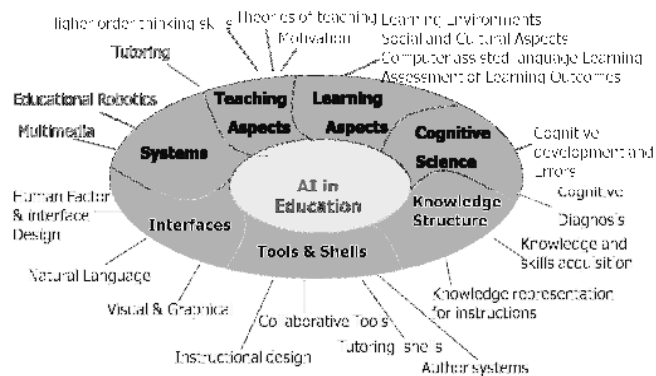 Higher order thinking skills
Theories of teaching
Motivation
Learning Environments
Social and Cultural Aspects
Computer assisted Language Learning
Assessment of Learning Outcomes
Tutoring
Educational Robotics
Multimedia
Teaching
Aspects
Learning
Aspects
Systems
Cognitive
Science
Cognitive
development and
Errors
AI in
Education
Human Factor
& interface
Design
Interfaces
Knowledge
Structure
Cognitive
Diagnosis
Tools & Shells
Knowledge and
skills acquisition
Natural Language
Visual & Graphical
Knowledge representation
for instructions
Collaborative Tools
Instructional design
Tutoring shells
Author systems